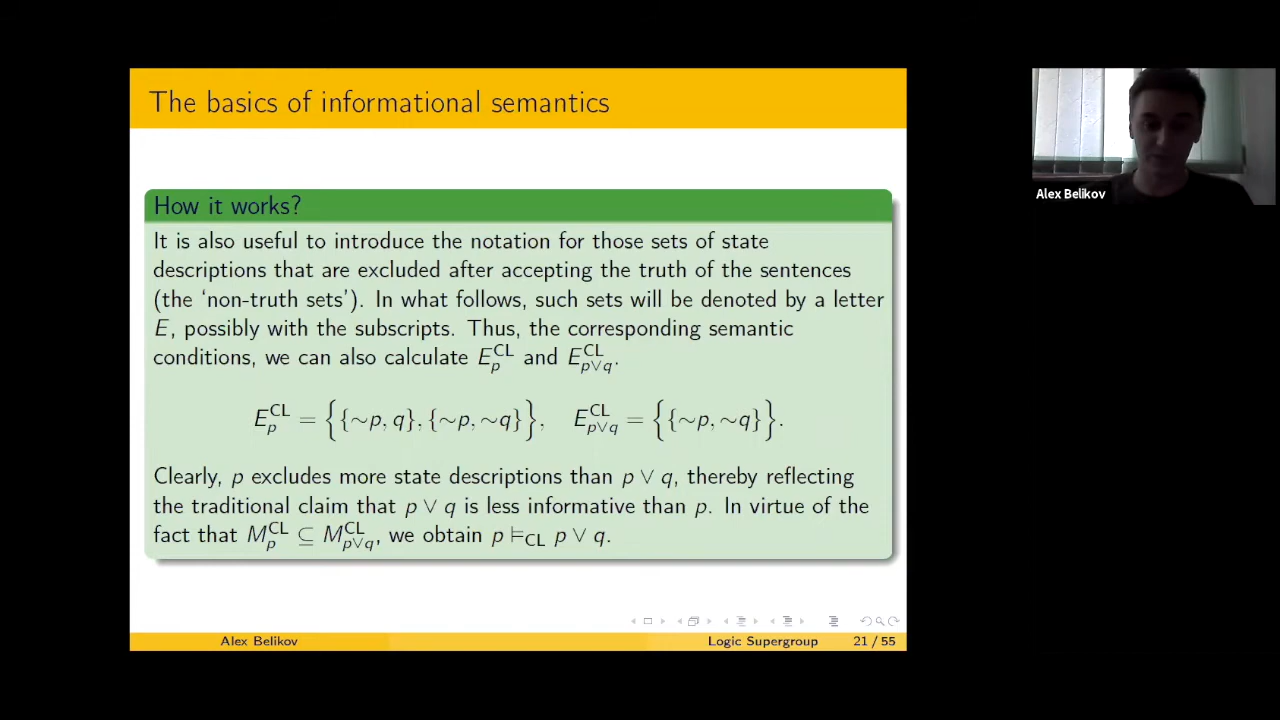 The basics of informational semantics
How it works?
It is also useful to introduce the notation for those sets of state
descriptions that are excluded after accepting the truth of the sentences
(the ‘non-truth sets’). In what follows, such sets will be denoted by a letter
E, possibly with the subscripts. Thus, the corresponding semantic
conditions, we can also calculate E_p^CL and E_{p∨q}^CL.
E_p^CL = {{∼p, q}, {∼p, ∼q}}, E_{p∨q}^CL = {{∼p, ∼q}}.
Clearly, p excludes more state descriptions than p ∨ q, thereby reflecting
the traditional claim that p ∨ q is less informative than p. In virtue of the
fact that M_p^CL ⊆ M_{p∨q}^CL, we obtain p ⊨_CL p ∨ q.
Alex Belikov
Logic Supergroup
21 / 55
Alex Belikov